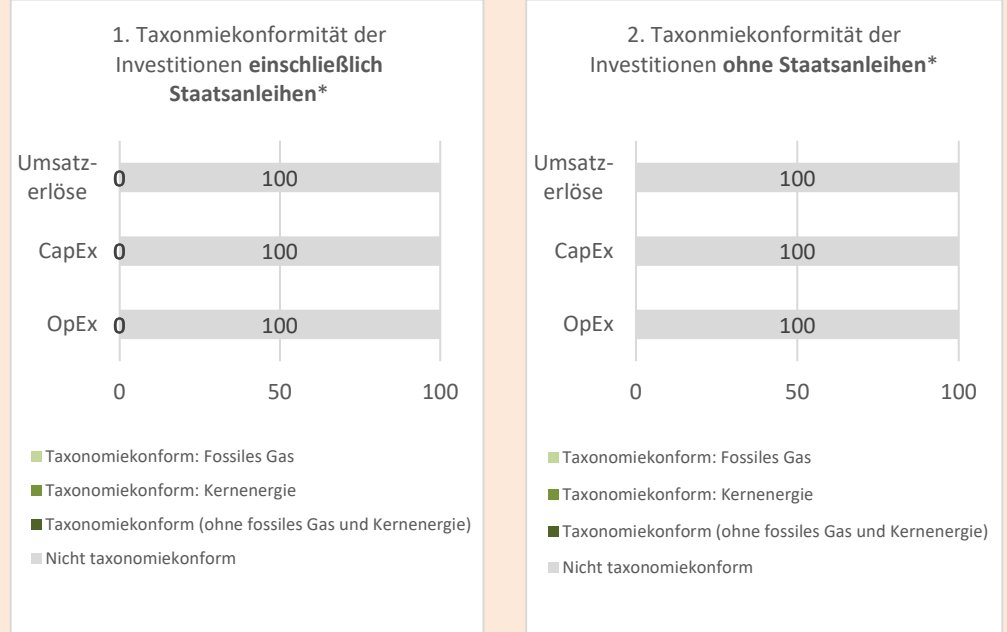 1. Taxonmiekonformität der
Investitionen einschließlich
Staatsanleihen*
Umsatz-
erlöse
0 100
CapEx 0 100
OpEx 0 100
0 50 100
Taxonomiekonform: Fossiles Gas
Taxonomiekonform: Kernenergie
Taxonomiekonform (ohne fossiles Gas und Kernenergie)
Nicht taxonomiekonform
2. Taxonmiekonformität der
Investitionen ohne Staatsanleihen*
Umsatz-
erlöse
100
CapEx 100
OpEx 100
0 50 100
Taxonomiekonform: Fossiles Gas
Taxonomiekonform: Kernenergie
Taxonomiekonform (ohne fossiles Gas und Kernenergie)
Nicht taxonomiekonform